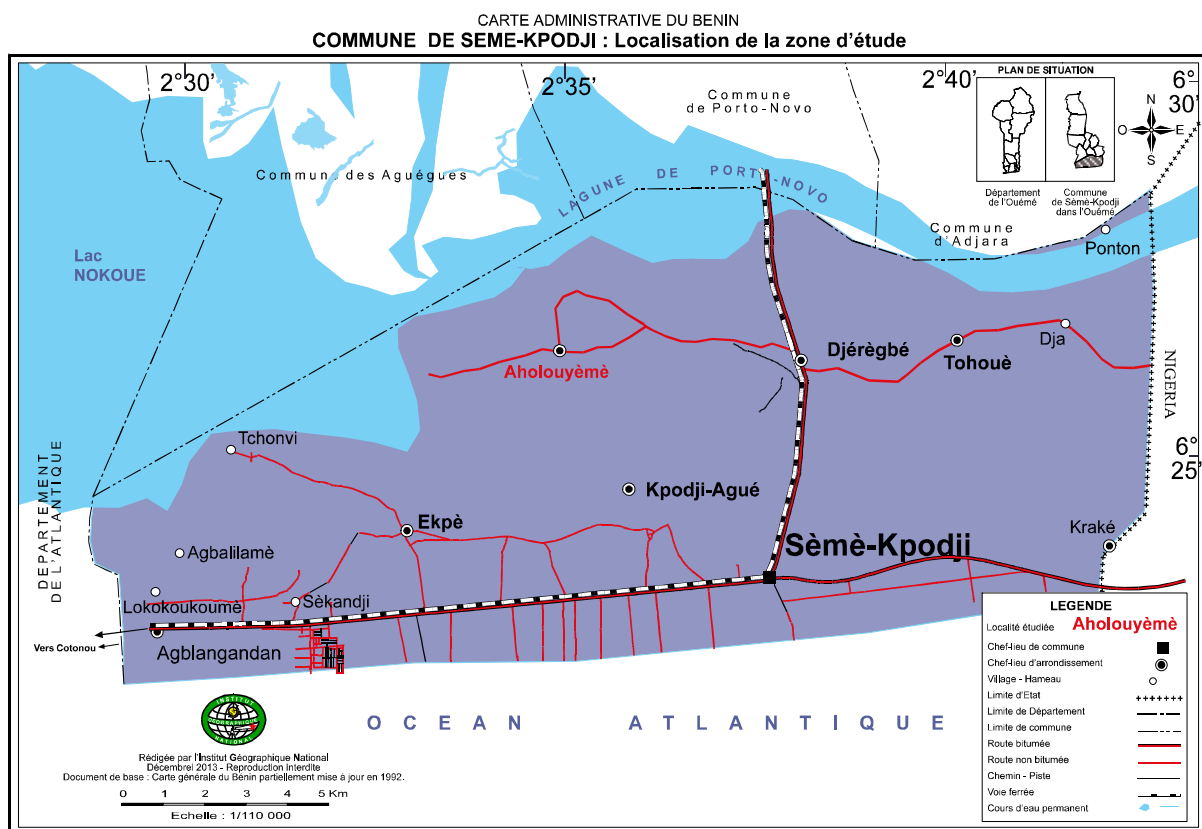 CARTE ADMINISTRATIVE DU BENIN
COMMUNE DE SEME-KPODJI : Localisation de la zone d'étude
2°30'
2°35'
2°40'
6°
30'
PLAN DE SITUATION
Département
de l'Ouémé
Commune
de Sèmè-Kpodji
dans l'Ouémé
N
O
E
S
Commune
de Porto-Novo
Commune des Aguégues
LAGUNE DE PORTO-NOVO
Commune
d'Adjara
Ponton
Lac
NOKOUE
Djérègbé
Tohouè
Dja
NIGERIA
Aholouyèmè
Tchonvi
6°
25'
DEPARTEMENT
DE L'ATLANTIQUE
Kpodji-Agué
Ekpè
Sèmè-Kpodji
Kraké
Agbalilamè
Lokokoukoumè
Sèkandji
Vers Cotonou
Agblangandan
OCEAN ATLANTIQUE
INSTITUT
GEOGRAPHIQUE
NATIONAL
Rédigée par l'Institut Géographique National
Décembre 2013 - Reproduction interdite
Document de base : Carte générale du Bénin partiellement mise à jour en 1992.
0 1 2 3 4 5 Km
Echelle : 1/110 000
LEGENDE
Localité étudiée Aholouyèmè
Chef-lieu de commune
Chef-lieu d'arrondissement
Village - Hameau
Limite d'Etat
Limite de Département
Limite de commune
Route bitumée
Route non bitumée
Chemin - Piste
Voie ferrée
Cours d'eau permanent